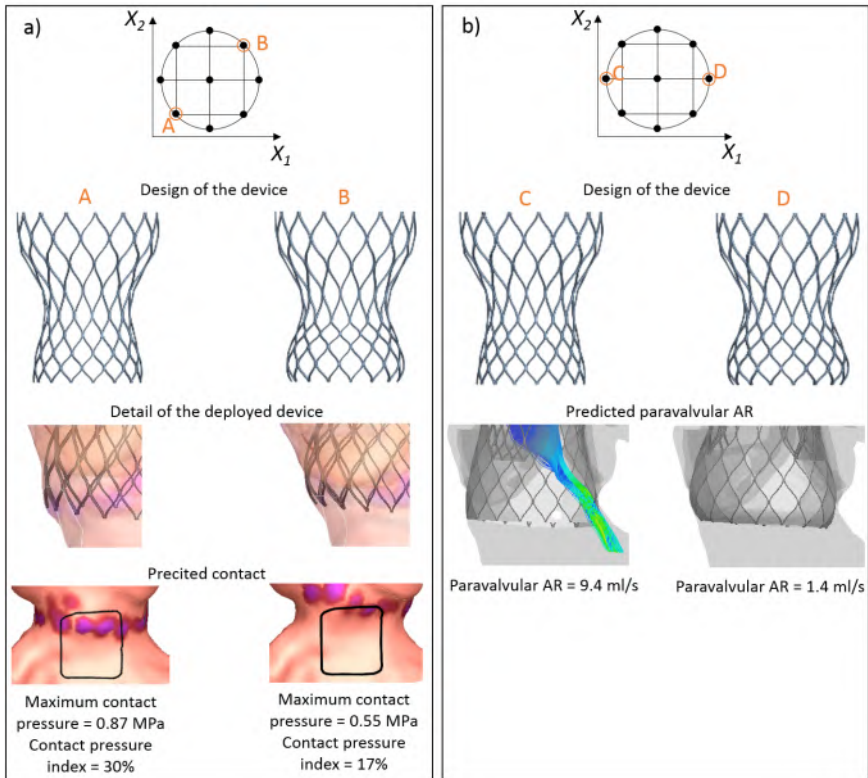 a)
X2
B
A
X1
Design of the device
A
B
Detail of the deployed device
Precited contact
Maximum contact
pressure = 0.87 MPa
Contact pressure
index = 30%
Maximum contact
pressure = 0.55 MPa
Contact pressure
index = 17%
b)
X2
C
D
X1
Design of the device
C
D
Predicted paravalvular AR
Paravalvular AR = 9.4 ml/s
Paravalvular AR = 1.4 ml/s